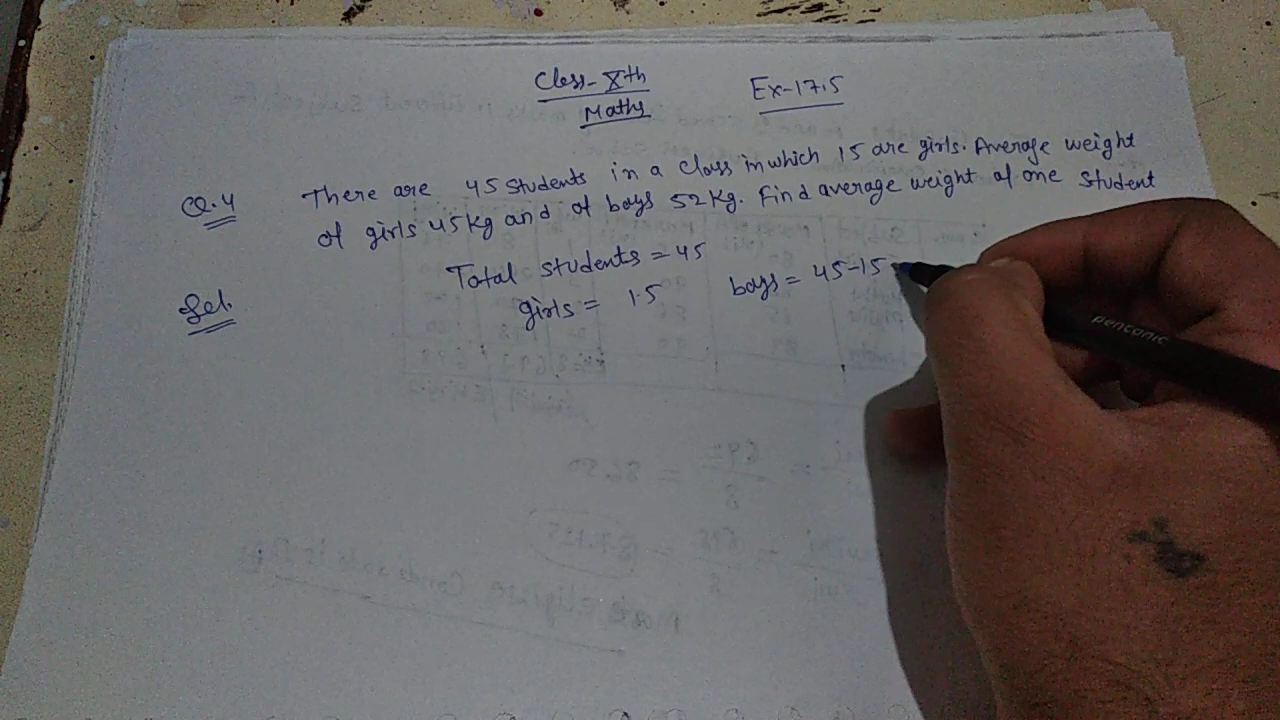 Class-Xth
Maths
Ex-17.5
Q.4 There are 45 students in a class in which 15 are girls. Average weight
of girls 45 kg and of boys 52 kg. Find average weight of one student
Sol.
Total students = 45
girls = 15 boys = 45-15
pencanic